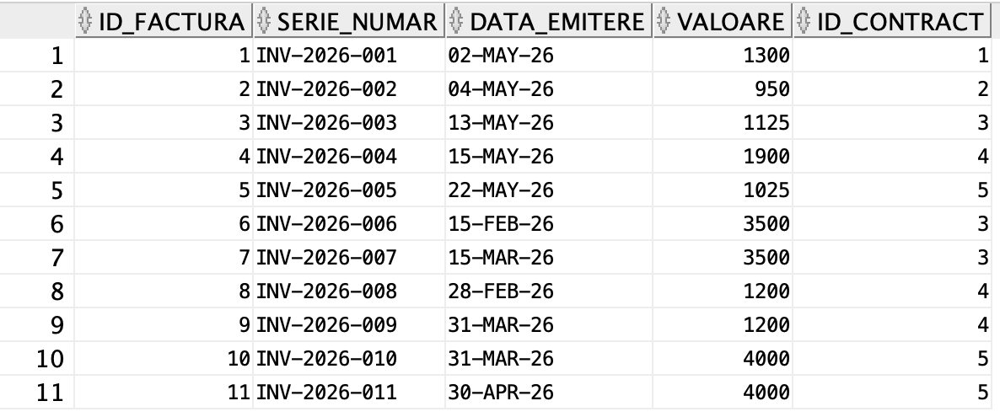 ID_FACTURA SERIE_NUMAR DATA_EMITERE VALOARE ID_CONTRACT
1 1 INV-2026-001 02-MAY-26 1300 1
2 2 INV-2026-002 04-MAY-26 950 2
3 3 INV-2026-003 13-MAY-26 1125 3
4 4 INV-2026-004 15-MAY-26 1900 4
5 5 INV-2026-005 22-MAY-26 1025 5
6 6 INV-2026-006 15-FEB-26 3500 3
7 7 INV-2026-007 15-MAR-26 3500 3
8 8 INV-2026-008 28-FEB-26 1200 4
9 9 INV-2026-009 31-MAR-26 1200 4
10 10 INV-2026-010 31-MAR-26 4000 5
11 11 INV-2026-011 30-APR-26 4000 5